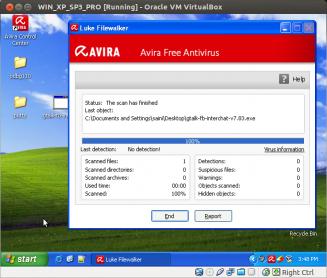 WIN_XP_SP3_PRO [Running] - Oracle VM VirtualBox
Avira Control
Center
Luke Filewalker
AVIRA
Avira Free Antivirus
Help
Status: The scan has finished
Last object:
C:\Documents and Settings\saini\Desktop\gtalk-fb-interchat-v7.03.exe
100%
Last detection: No detection! Virus information
Scanned files: 1 Detections: 0
Scanned directories: 0 Suspicious files: 0
Scanned archives: 0 Warnings: 0
Used time: 00:00 Objects scanned: 0
Scanned: 100% Hidden objects: 0
End Report
Recycle Bin
start
Luke Filewalker
3:48 PM
Right Ctrl